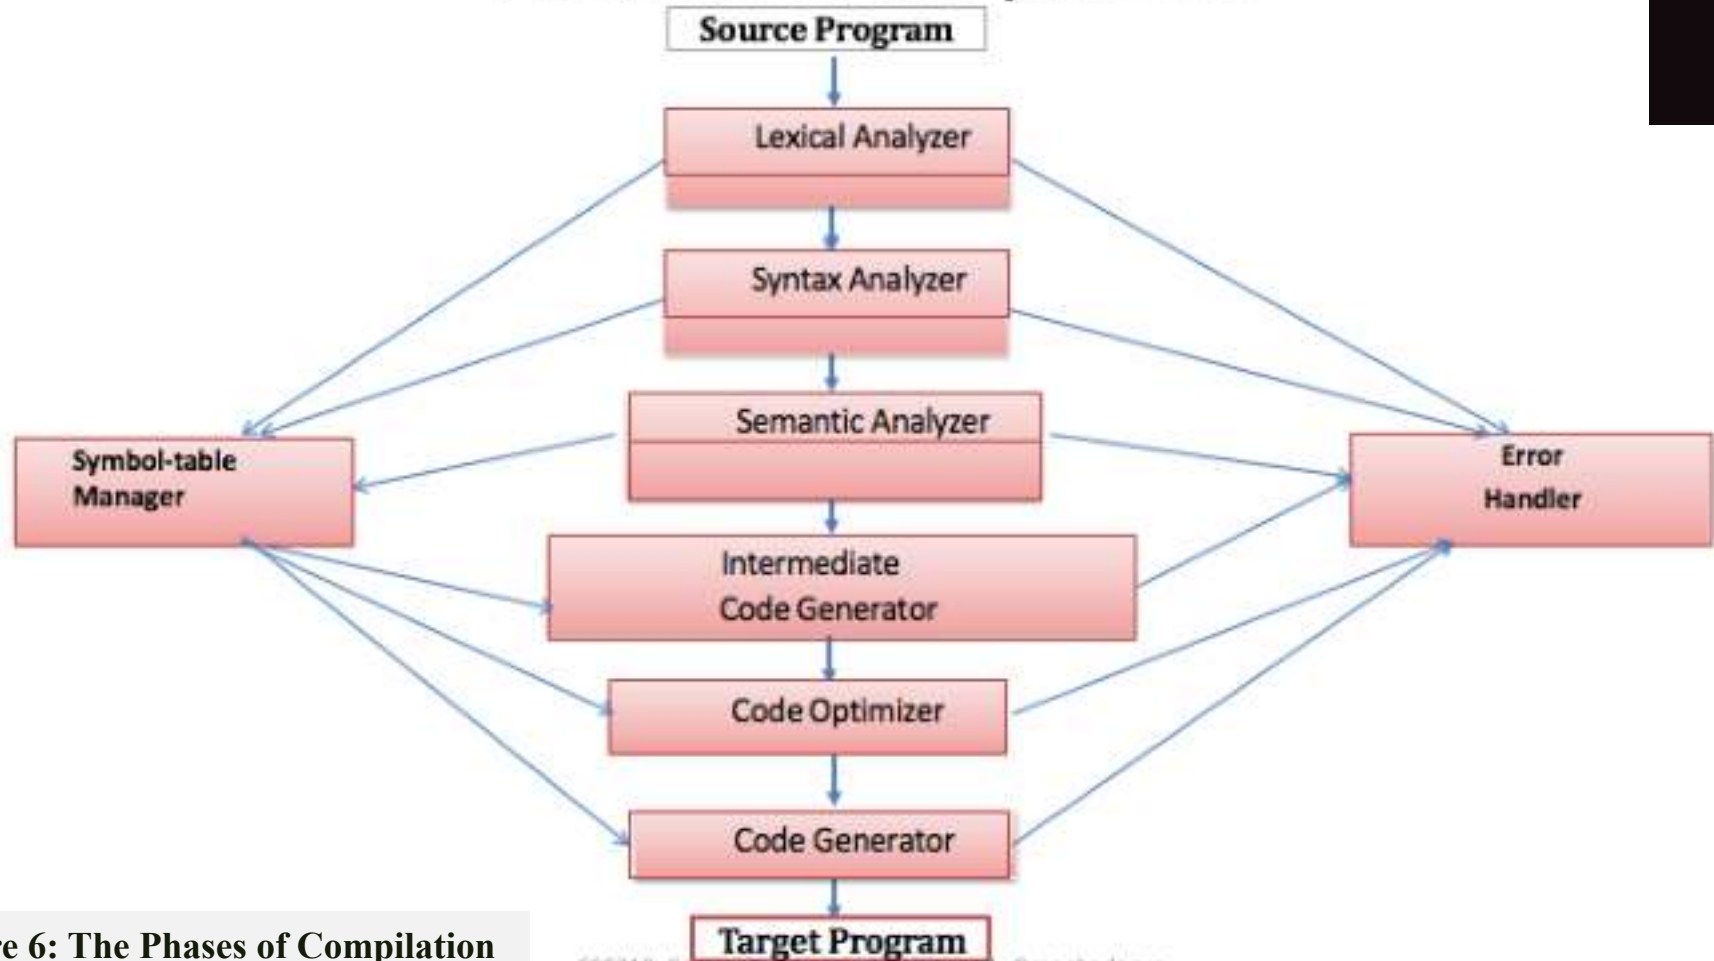 Source Program
Lexical Analyzer
Syntax Analyzer
Semantic Analyzer
Symbol-table
Manager
Error
Handler
Intermediate
Code Generator
Code Optimizer
Code Generator
Target Program
e 6: The Phases of Compilation